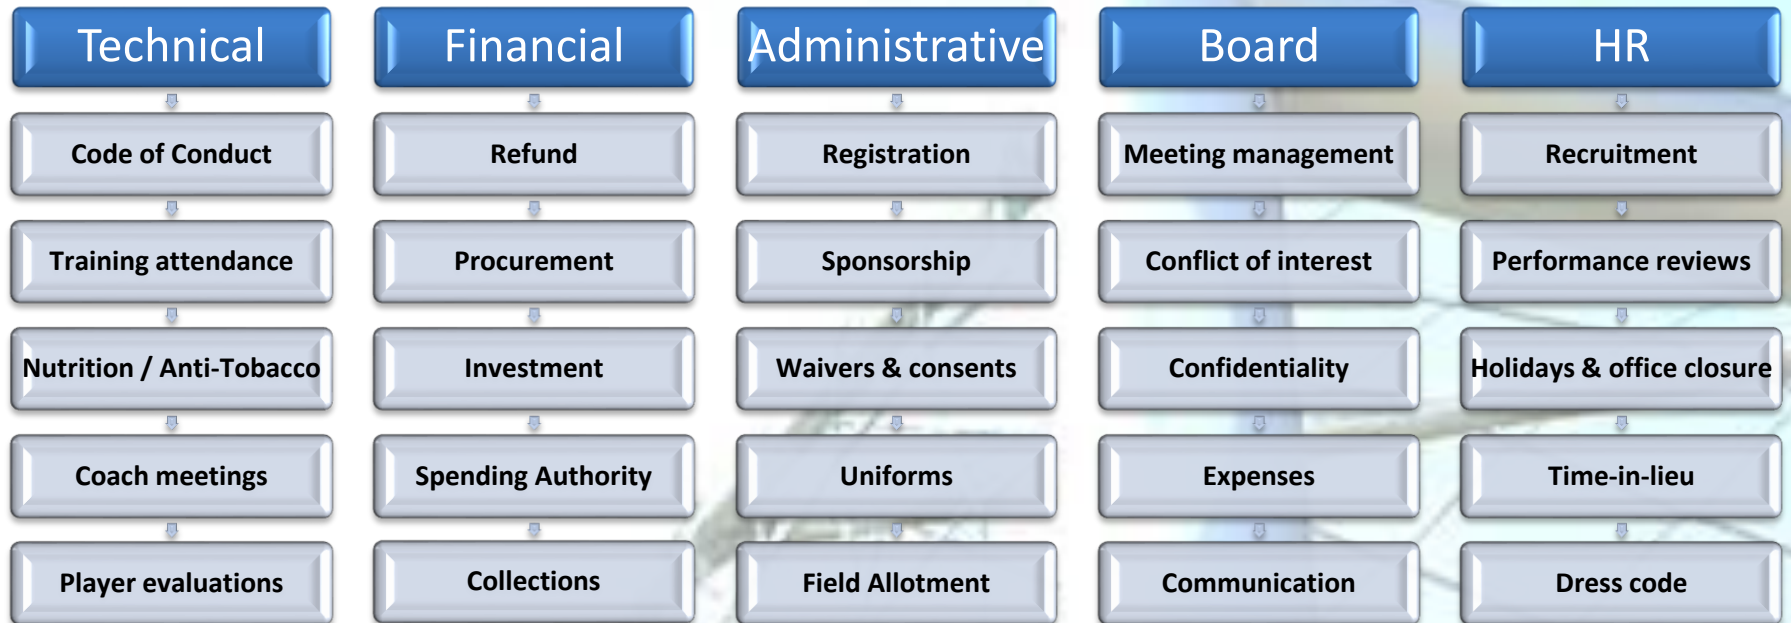 Technical
Code of Conduct
Training attendance
Nutrition / Anti-Tobacco
Coach meetings
Player evaluations
Financial
Refund
Procurement
Investment
Spending Authority
Collections
Administrative
Registration
Sponsorship
Waivers & consents
Uniforms
Field Allotment
Board
Meeting management
Conflict of interest
Confidentiality
Expenses
Communication
HR
Recruitment
Performance reviews
Holidays & office closure
Time-in-lieu
Dress code